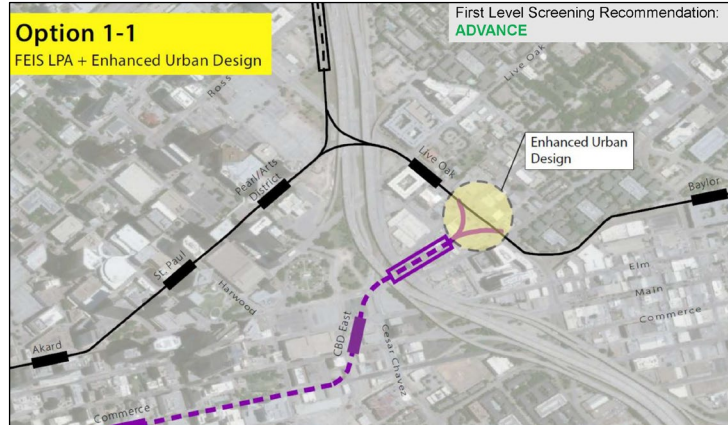 Option 1-1
FEIS LPA + Enhanced Urban Design
First Level Screening Recommendation:
ADVANCE
Ross
Live Oak
Enhanced Urban
Design
Live Oak
Pearl/Arts
District
Baylor
St. Paul
Harwood
Elm
Main
Commerce
CBD East
Cesar Chavez
Akard
Commerce